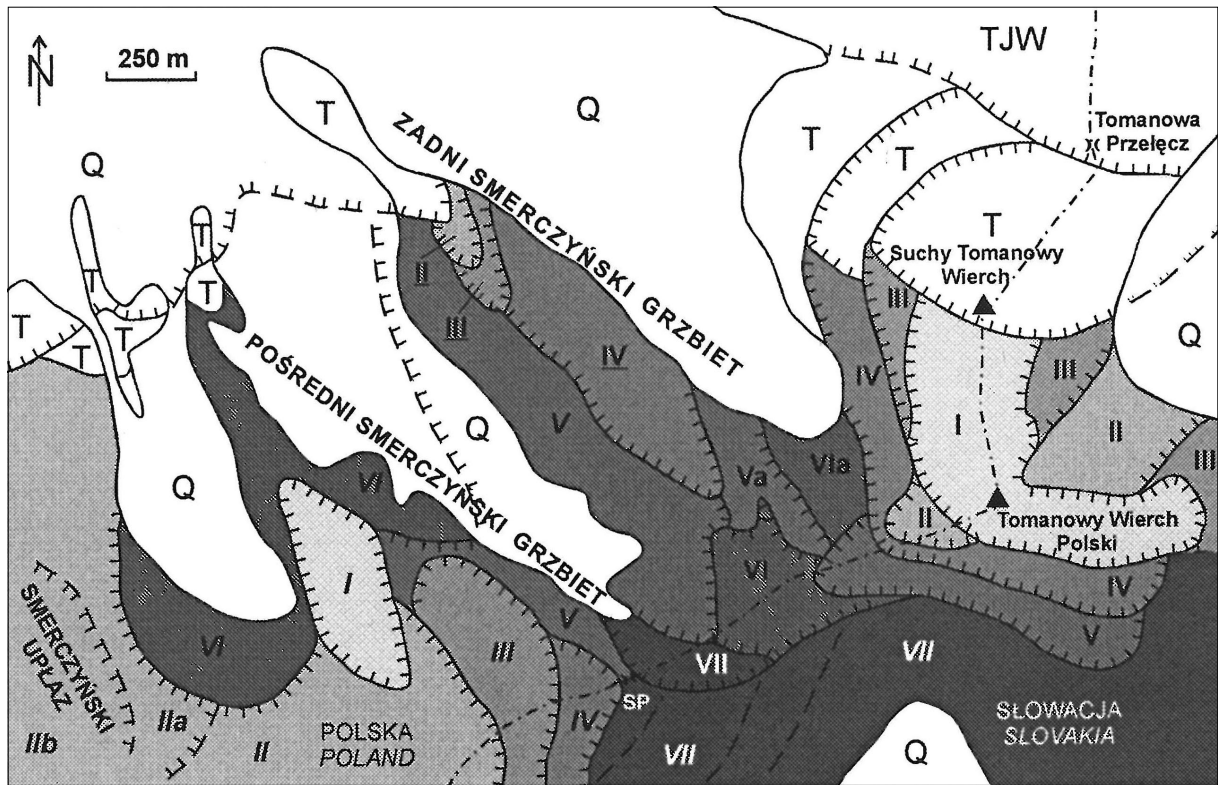 N
250 m
TJW
Q
Q
T
T
T
T
Tomanowa
Przełęcz
ZADNI SMERCZYŃSKI GRZBIET
Suchy Tomanowy
Wierch
T
T
T
T
T
II
III
IV
III
IV
III
I
II
III
Q
Q
Q
POŚREDNI SMERCZYŃSKI GRZBIET
V
Va
VIa
VI
I
II
Tomanowy Wierch
Polski
VI
VI
V
III
IV
V
VII
VII
SMERCZYŃSKI
UPŁAZ
IIa
IIb
II
IV
SP
POLSKA
POLAND
VII
SŁOWACJA
SLOVAKIA
Q